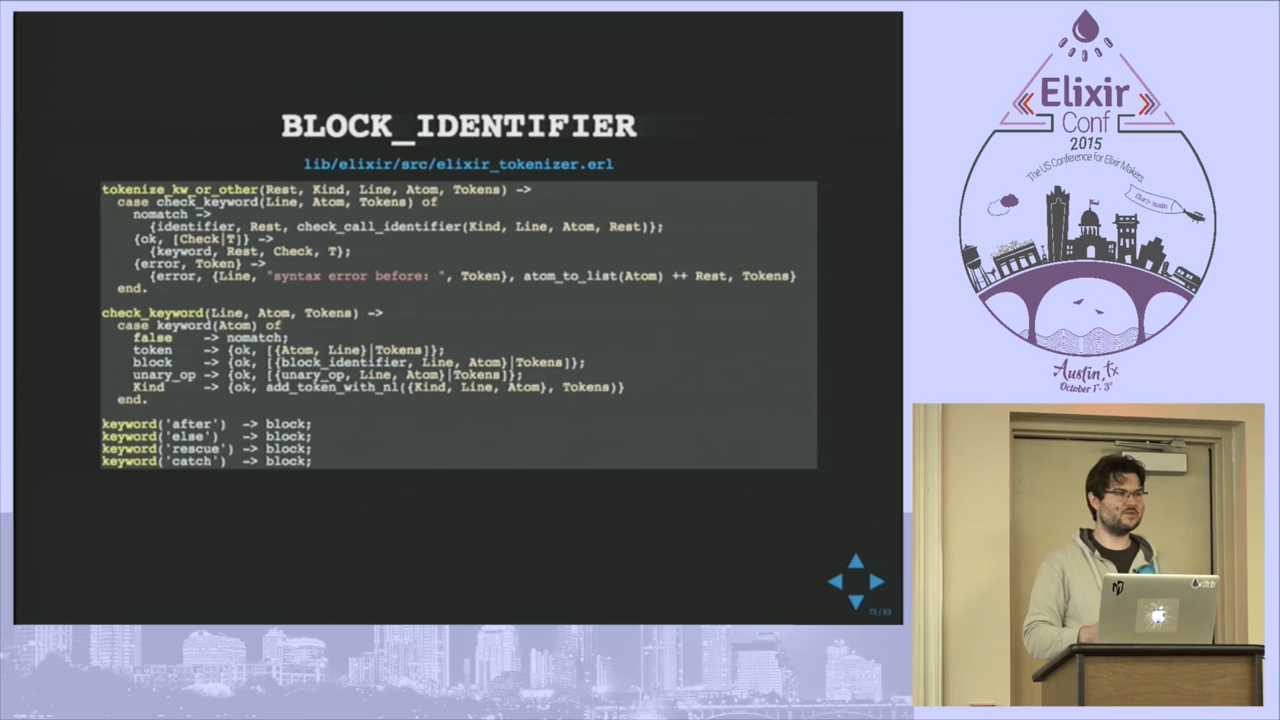 BLOCK_IDENTIFIER
lib/elixir/src/elixir_tokenizer.erl
tokenize_kw_or_other(Rest, Kind, Line, Atom, Tokens) ->
  case check_keyword(Line, Atom, Tokens) of
    nomatch ->
      {identifier, Rest, check_call_identifier(Kind, Line, Atom, Rest)};
    {ok, [Check|T]} ->
      {keyword, Rest, Check, T};
    {error, Token} ->
      {error, {Line, "syntax error before: ", Token}, atom_to_list(Atom) ++ Rest, Tokens}
  end.
check_keyword(Line, Atom, Tokens) ->
  case keyword(Atom) of
    false    -> nomatch;
    token    -> {ok, [{Atom, Line}|Tokens]};
    block    -> {ok, [{block_identifier, Line, Atom}|Tokens]};
    unary_op -> {ok, [{unary_op, Line, Atom}|Tokens]};
    Kind     -> {ok, add_token_with_nl({Kind, Line, Atom}, Tokens)}
  end.
keyword('after')  -> block;
keyword('else')   -> block;
keyword('rescue') -> block;
keyword('catch')  -> block;
73 / 83
Elixir
Conf
2015
The US Conference for Elixir Makers
Austin, TX
October 1st - 3rd